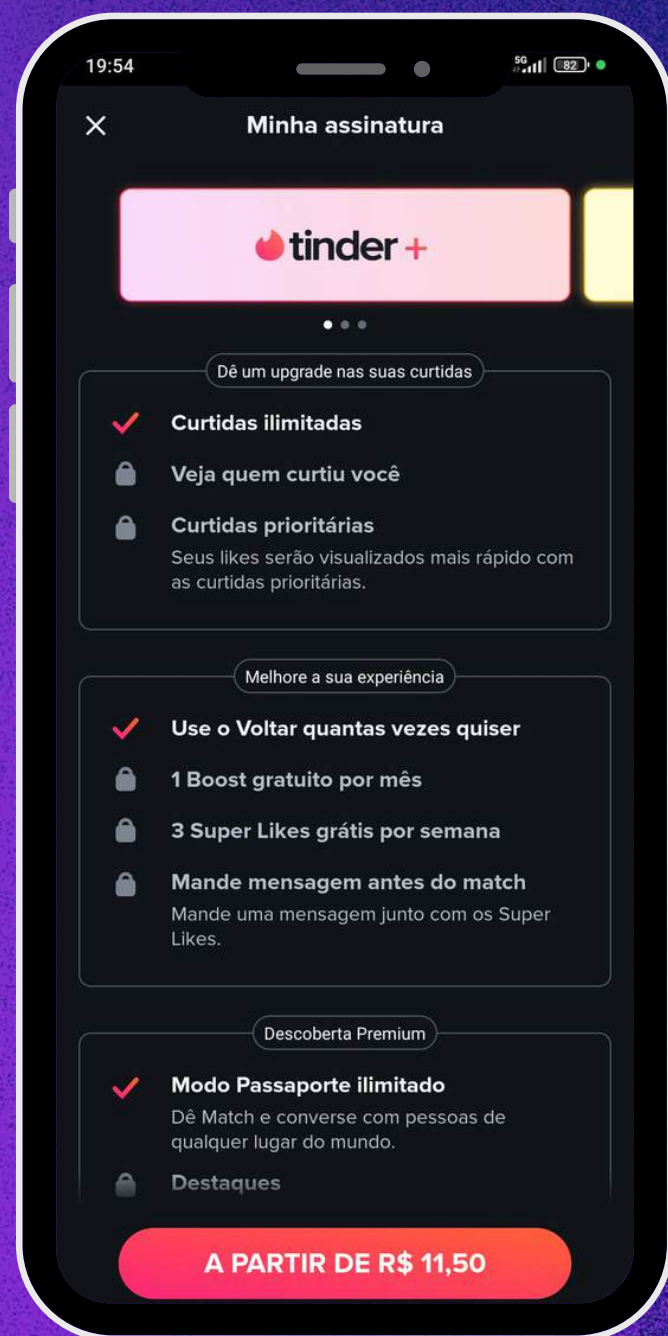 19:54
5G
82
Minha assinatura
tinder +
Dê um upgrade nas suas curtidas
Curtidas ilimitadas
Veja quem curtiu você
Curtidas prioritárias
Seus likes serão visualizados mais rápido com
as curtidas prioritárias.
Melhore a sua experiência
Use o Voltar quantas vezes quiser
1 Boost gratuito por mês
3 Super Likes grátis por semana
Mande mensagem antes do match
Mande uma mensagem junto com os Super
Likes.
Descoberta Premium
Modo Passaporte ilimitado
Dê Match e converse com pessoas de
qualquer lugar do mundo.
Destaques
A PARTIR DE R$ 11,50